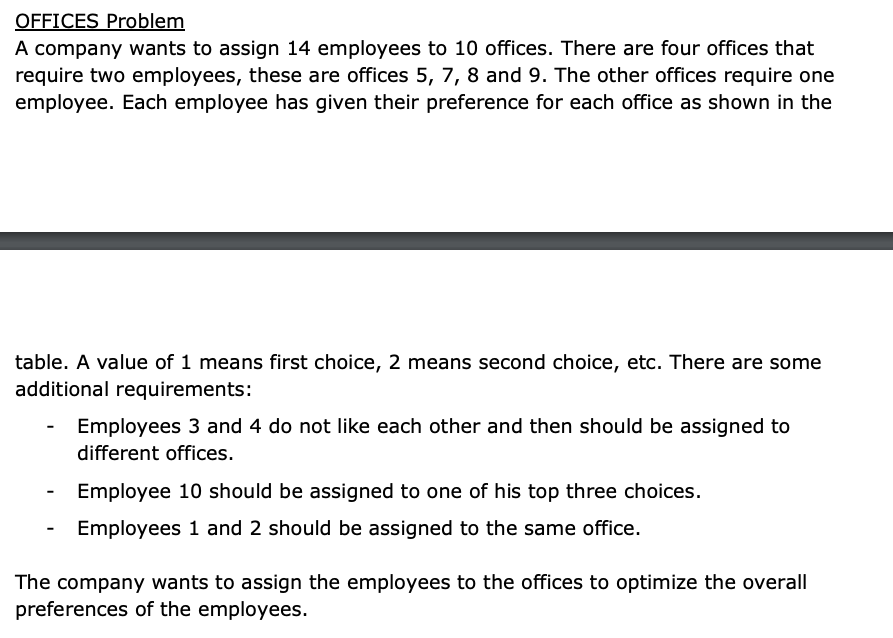 OFFICES Problem
A company wants to assign 14 employees to 10 offices. There are four offices that
require two employees, these are offices 5, 7, 8 and 9. The other offices require one
employee. Each employee has given their preference for each office as shown in the
table. A value of 1 means first choice, 2 means second choice, etc. There are some
additional requirements:
- Employees 3 and 4 do not like each other and then should be assigned to
different offices.
- Employee 10 should be assigned to one of his top three choices.
- Employees 1 and 2 should be assigned to the same office.
The company wants to assign the employees to the offices to optimize the overall
preferences of the employees.